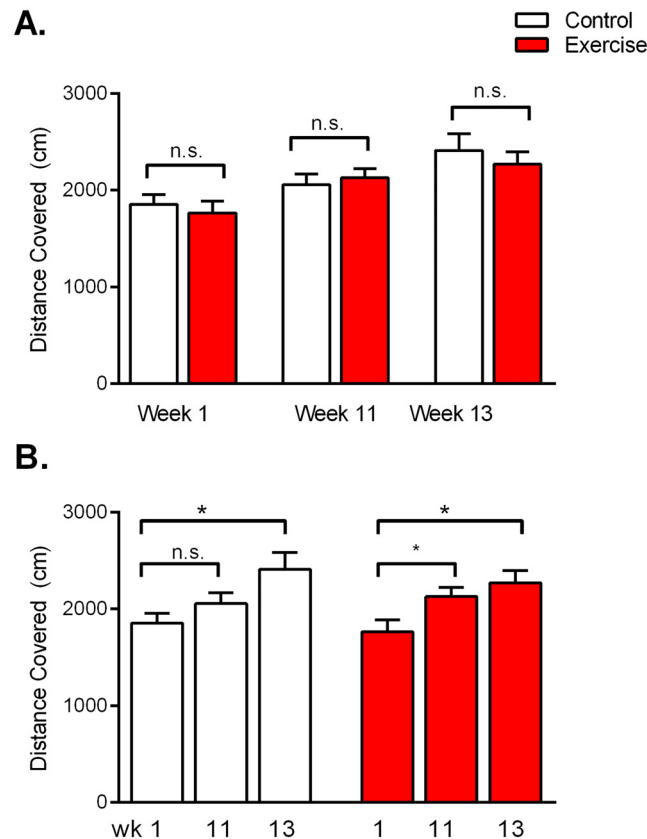 A.
Control
Exercise
Distance Covered (cm)
3000
2000
1000
0
n.s.
n.s.
n.s.
Week 1
Week 11
Week 13
B.
Distance Covered (cm)
3000
2000
1000
0
*
n.s.
*
*
wk 1
11
13
1
11
13